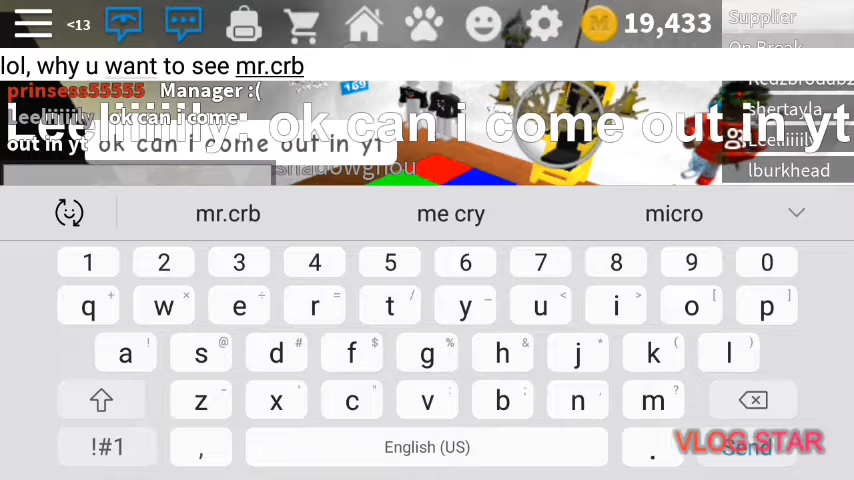 <13
19,433
Supplier
On Break
lol, why u want to see mr.crb
prinsess55555 Manager :(
Leeliiiiily: ok can i come
out in yt
Leeliiiiily: ok can i come out in yt
ok can i come out in yt
169
shertayla
Leeliiiiily
lburkhead
mr.crb me cry micro
1 2 3 4 5 6 7 8 9 0
q w e r t y u i o p
a s d f g h j k l
z x c v b n m
!#1 , English (US) . Send
VLOG STAR